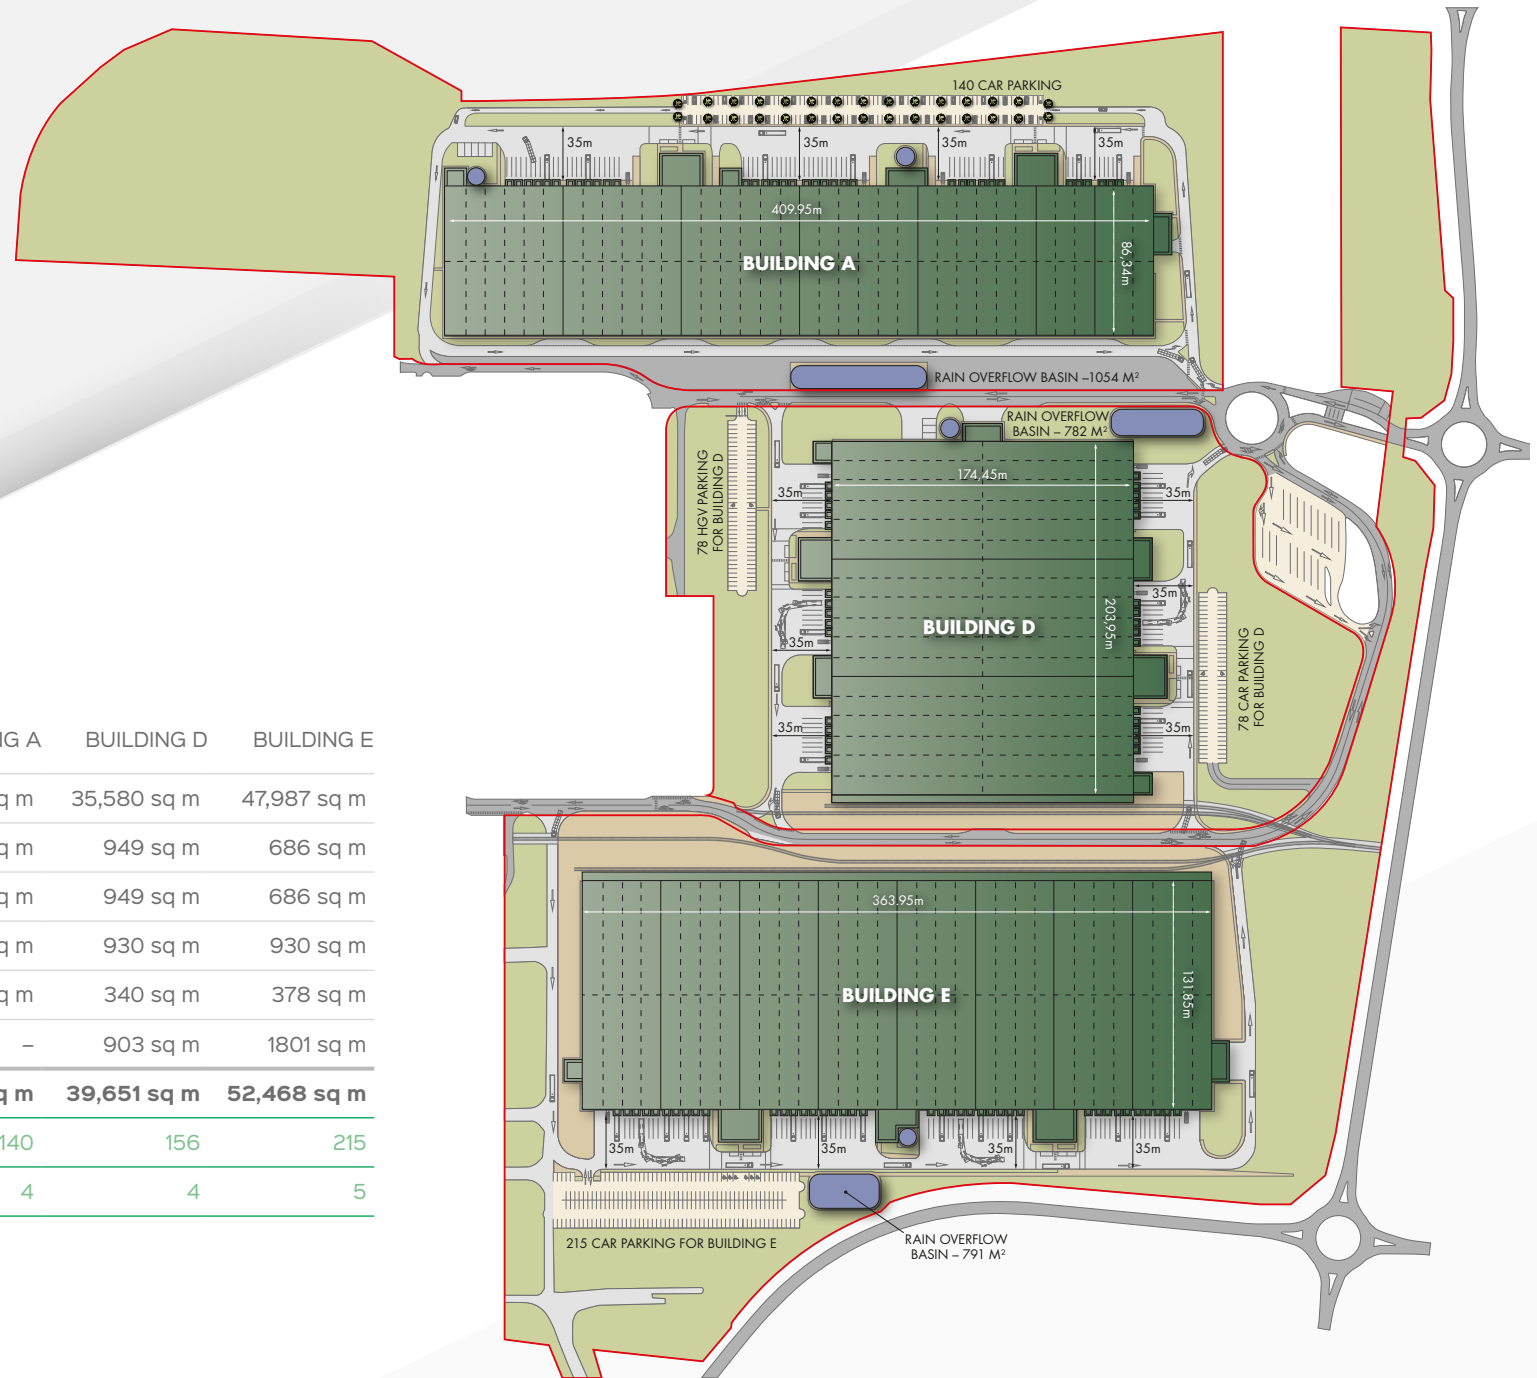 140 CAR PARKING
35m 35m 35m 35m
409.95m
86,34m
BUILDING A
RAIN OVERFLOW BASIN –1054 M²
RAIN OVERFLOW
BASIN – 782 M²
78 HGV PARKING
FOR BUILDING D
174,45m
35m 35m
203,95m
35m
BUILDING D
35m
78 CAR PARKING
FOR BUILDING D
35m 35m
NG A BUILDING D BUILDING E
q m 35,580 sq m 47,987 sq m
q m 949 sq m 686 sq m
q m 949 sq m 686 sq m
q m 930 sq m 930 sq m
q m 340 sq m 378 sq m
– 903 sq m 1801 sq m
q m 39,651 sq m 52,468 sq m
140 156 215
4 4 5
363.95m
131.85m
BUILDING E
35m 35m 35m 35m
215 CAR PARKING FOR BUILDING E
RAIN OVERFLOW
BASIN – 791 M²